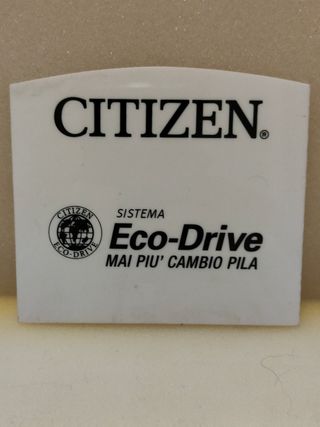 CITIZEN®
SISTEMA
CITIZEN
ECO-DRIVE
Eco-Drive
MAI PIU' CAMBIO PILA